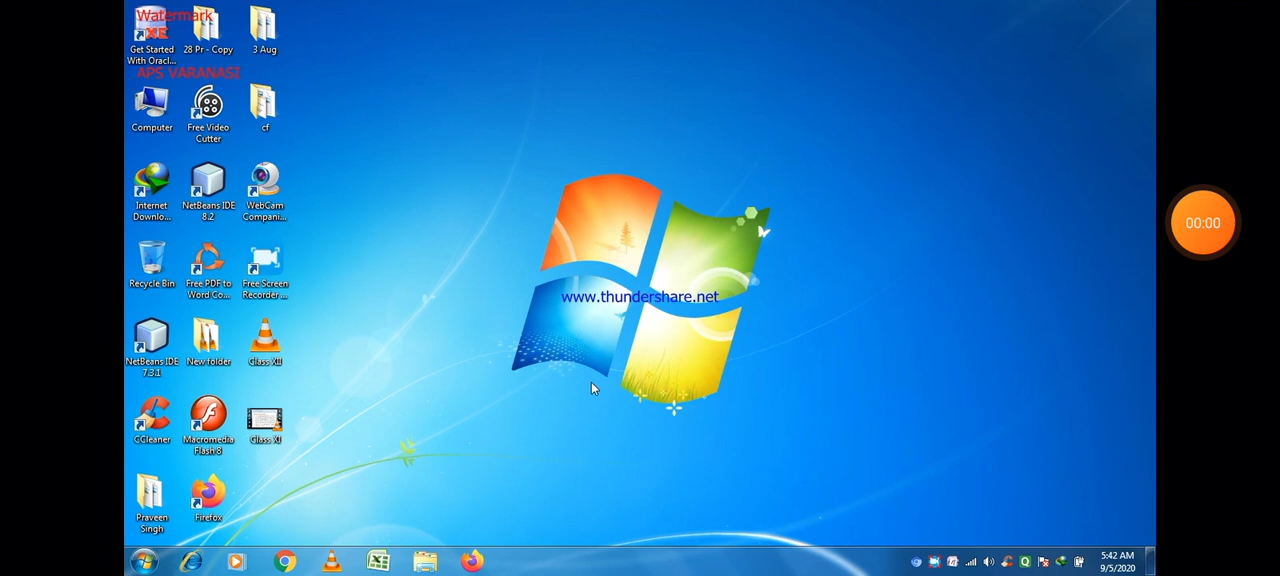 Watermark
XE
Get Started
With Oracl...
28 Pr - Copy
3 Aug
APS VARANASI
Computer
Free Video
Cutter
cf
Internet
Downlo...
NetBeans IDE
8.2
WebCam
Compani...
Recycle Bin
Free PDF to
Word Co...
Free Screen
Recorder ...
NetBeans IDE
7.3.1
New folder
Class XII
CCleaner
Macromedia
Flash 8
Class XI
Praveen
Singh
Firefox
www.thundershare.net
00:00
5:42 AM
9/5/2020